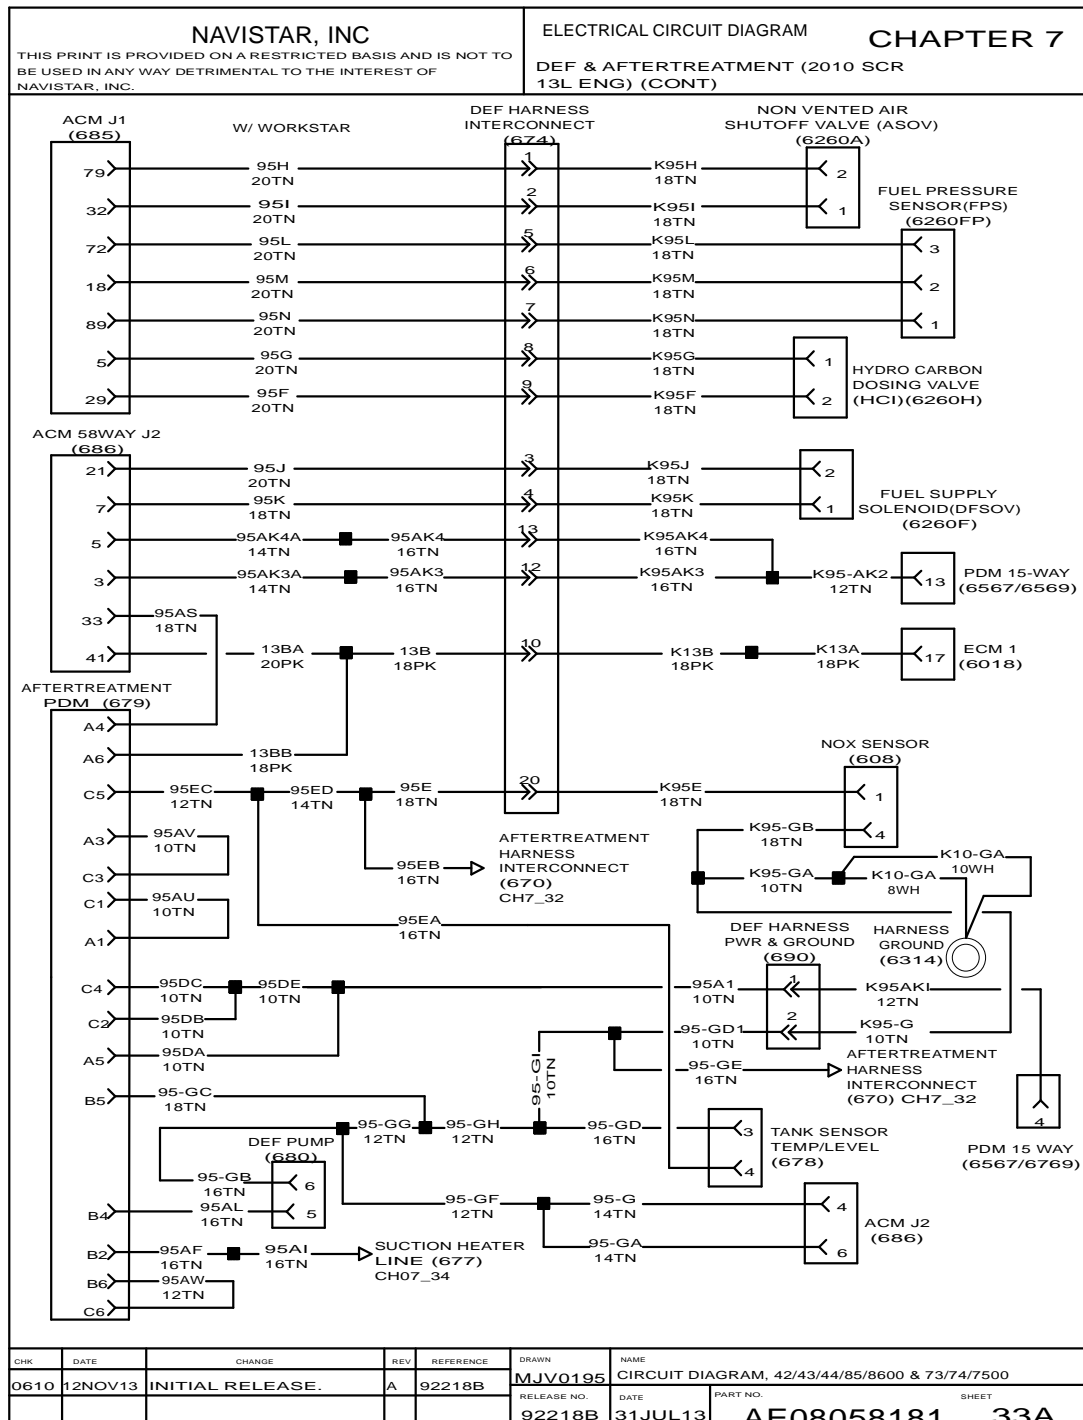 NAVISTAR, INC
THIS PRINT IS PROVIDED ON A RESTRICTED BASIS AND IS NOT TO
BE USED IN ANY WAY DETRIMENTAL TO THE INTEREST OF
NAVISTAR, INC.
ELECTRICAL CIRCUIT DIAGRAM
CHAPTER 7
DEF & AFTERTREATMENT (2010 SCR
13L ENG) (CONT)
ACM J1
(685)
W/ WORKSTAR
DEF HARNESS
INTERCONNECT
(674)
NON VENTED AIR
SHUTOFF VALVE (ASOV)
(6260A)
79 95H 20TN 1 K95H 18TN 2
32 95I 20TN 2 K95I 18TN 1
FUEL PRESSURE
SENSOR(FPS)
(6260FP)
72 95L 20TN 5 K95L 18TN 3
18 95M 20TN 6 K95M 18TN 2
89 95N 20TN 7 K95N 18TN 1
5 95G 20TN 8 K95G 18TN 1
29 95F 20TN 9 K95F 18TN 2
HYDRO CARBON
DOSING VALVE
(HCI)(6260H)
ACM 58WAY J2
(686)
21 95J 20TN 3 K95J 18TN 2
7 95K 18TN 4 K95K 18TN 1
FUEL SUPPLY
SOLENOID(DFSOV)
(6260F)
5 95AK4A 14TN 95AK4 16TN 13 K95AK4 16TN
3 95AK3A 14TN 95AK3 16TN 12 K95AK3 16TN K95-AK2 12TN 13
PDM 15-WAY
(6567/6569)
33 95AS 18TN
41 13BA 20PK 13B 18PK 10 K13B 18PK K13A 18PK 17
ECM 1
(6018)
AFTERTREATMENT
PDM (679)
A4
A6 13BB 18PK
NOX SENSOR
(608)
C5 95EC 12TN 95ED 14TN 95E 18TN 20 K95E 18TN 1
K95-GB 18TN 4
A3 95AV 10TN
C3
95EB 16TN
AFTERTREATMENT
HARNESS
INTERCONNECT
(670)
CH7_32
K95-GA 10TN
K10-GA 10WH
K10-GA 8WH
C1 95AU 10TN
A1
95EA 16TN
DEF HARNESS
PWR & GROUND
(690)
HARNESS
GROUND
(6314)
C4 95DC 10TN 95DE 10TN 95A1 10TN 1 K95AKI 12TN
C2 95DB 10TN
95-GD1 10TN 2 K95-G 10TN
A5 95DA 10TN
95-GI 10TN
95-GE 16TN
AFTERTREATMENT
HARNESS
INTERCONNECT
(670) CH7_32
B5 95-GC 18TN
4
PDM 15 WAY
(6567/6769)
95-GG 12TN 95-GH 12TN 95-GD 16TN 3
4
TANK SENSOR
TEMP/LEVEL
(678)
DEF PUMP
(680)
95-GB 16TN 6
B4 95AL 16TN 5
95-GF 12TN 95-G 14TN 4
95-GA 14TN 6
ACM J2
(686)
B2 95AF 16TN 95AI 16TN
SUCTION HEATER
LINE (677)
CH07_34
B6 95AW 12TN
C6
CHK DATE CHANGE REV REFERENCE
0610 12NOV13 INITIAL RELEASE. A 92218B
DRAWN
MJV0195
NAME
CIRCUIT DIAGRAM, 42/43/44/85/8600 & 73/74/7500
RELEASE NO.
92218B
DATE
31JUL13
PART NO.
AE08058181
SHEET
33A